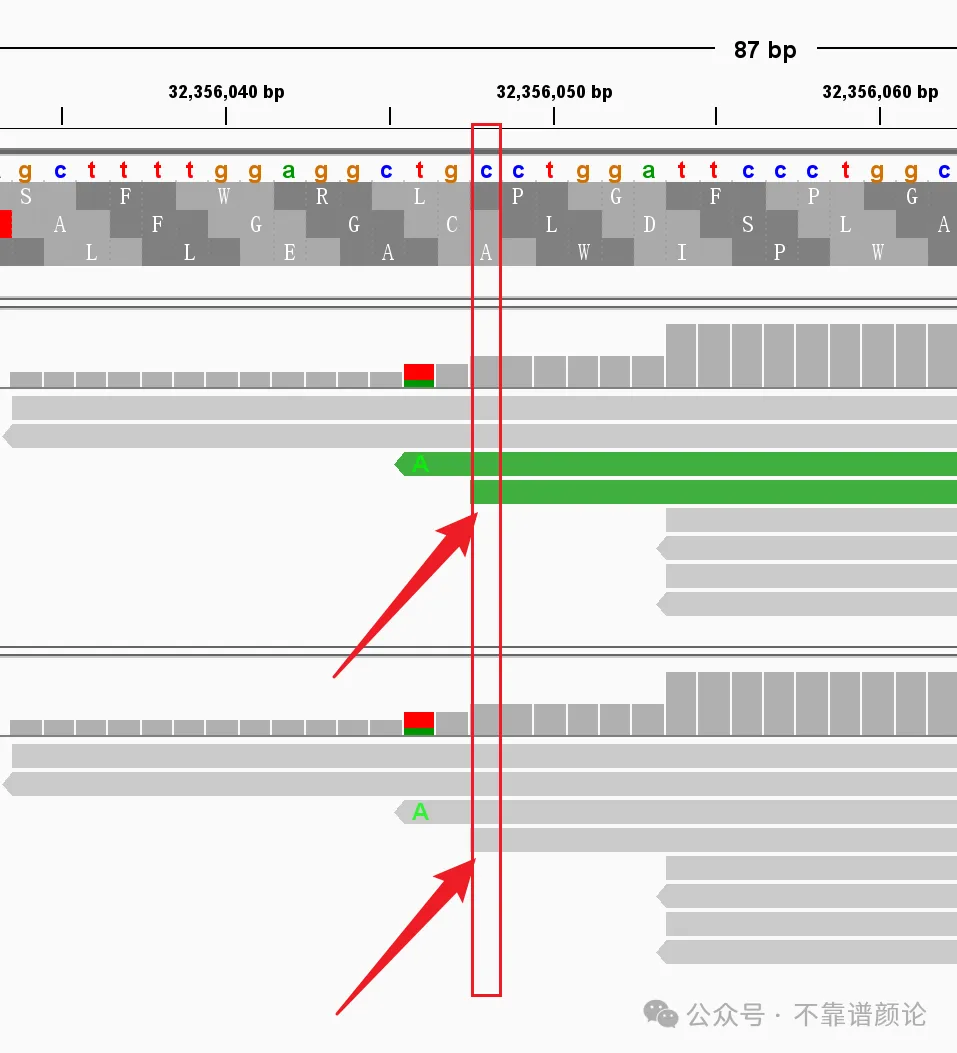 87 bp
32,356,040 bp 32,356,050 bp 32,356,060 bp
g c t t t t g g a g g c t g c c t g g a t t c c c t g g c
S F W R L P G F P G
A F G G C L D S L A
L L E A A W I P W
A
A
公众号 · 不靠谱颜论